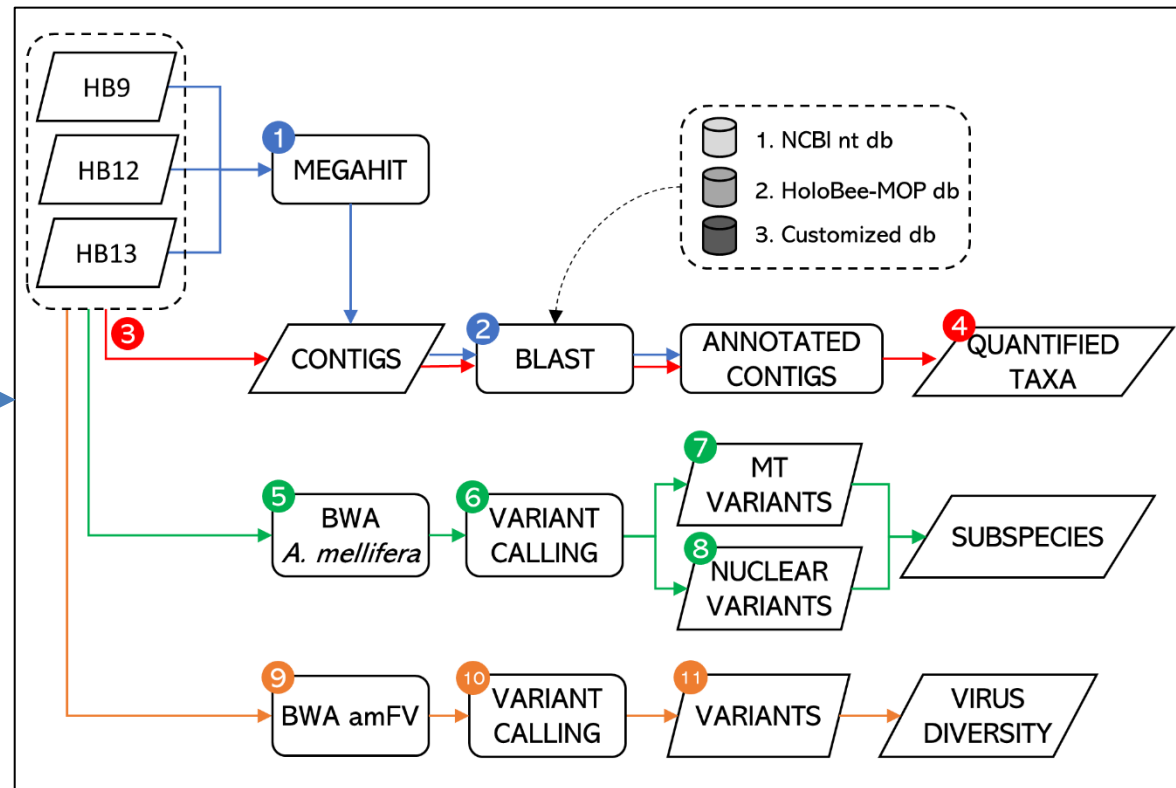 HB9
HB12
HB13
1
MEGAHIT
1. NCBI nt db
2. HoloBee-MOP db
3. Customized db
3
CONTIGS
2
BLAST
ANNOTATED
CONTIGS
4
QUANTIFIED
TAXA
5
BWA
A. mellifera
6
VARIANT
CALLING
7
MT
VARIANTS
8
NUCLEAR
VARIANTS
SUBSPECIES
9
BWA amFV
10
VARIANT
CALLING
11
VARIANTS
VIRUS
DIVERSITY